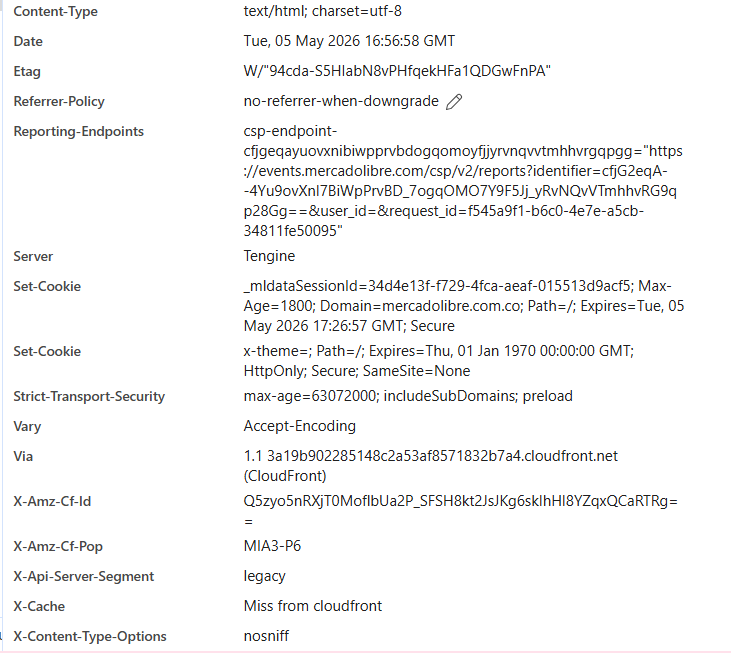 Content-Type text/html; charset=utf-8
Date Tue, 05 May 2026 16:56:58 GMT
Etag W/"94cda-S5HIabN8vPHfqekHFa1QDGwFnPA"
Referrer-Policy no-referrer-when-downgrade
Reporting-Endpoints csp-endpoint-
cfjgeqayuovxnibiwpprvbdogqomoyfjjyrvnqvvtmhhvrgqpgg="https
://events.mercadolibre.com/csp/v2/reports?identifier=cfjG2eqA-
-4Yu9ovXnI7BiWpPrvBD_7ogqOMO7Y9F5Jj_yRvNQvVTmhhvRG9q
p28Gg==&user_id=&request_id=f545a9f1-b6c0-4e7e-a5cb-
34811fe50095"
Server Tengine
Set-Cookie _mldataSessionId=34d4e13f-f729-4fca-aeaf-015513d9acf5; Max-
Age=1800; Domain=mercadolibre.com.co; Path=/; Expires=Tue, 05
May 2026 17:26:57 GMT; Secure
Set-Cookie x-theme=; Path=/; Expires=Thu, 01 Jan 1970 00:00:00 GMT;
HttpOnly; Secure; SameSite=None
Strict-Transport-Security max-age=63072000; includeSubDomains; preload
Vary Accept-Encoding
Via 1.1 3a19b902285148c2a53af8571832b7a4.cloudfront.net
(CloudFront)
X-Amz-Cf-Id Q5zyo5nRXjT0MofIbUa2P_SFSH8kt2JsJKg6skIhHI8YZqxQCaRTRg=
=
X-Amz-Cf-Pop MIA3-P6
X-Api-Server-Segment legacy
X-Cache Miss from cloudfront
X-Content-Type-Options nosniff